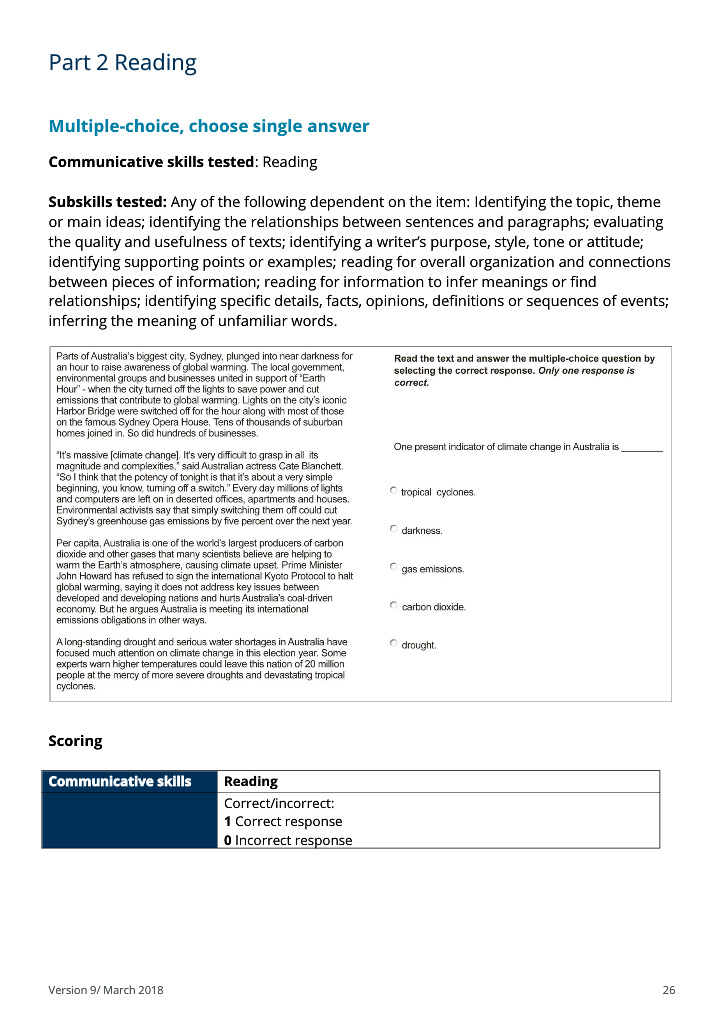 Part 2 Reading
Multiple-choice, choose single answer
Communicative skills tested: Reading
Subskills tested: Any of the following dependent on the item: Identifying the topic, theme
or main ideas; identifying the relationships between sentences and paragraphs; evaluating
the quality and usefulness of texts; identifying a writer's purpose, style, tone or attitude;
identifying supporting points or examples; reading for overall organization and connections
between pieces of information; reading for information to infer meanings or find
relationships; identifying specific details, facts, opinions, definitions or sequences of events;
inferring the meaning of unfamiliar words.
Parts of Australia's biggest city, Sydney, plunged into near darkness for
an hour to raise awareness of global warming. The local government,
environmental groups and businesses united in support of "Earth
Hour" - when the city turned off the lights to save power and cut
emissions that contribute to global warming. Lights on the city's iconic
Harbor Bridge were switched off for the hour along with most of those
on the famous Sydney Opera House. Tens of thousands of suburban
homes joined in. So did hundreds of businesses.
"It's massive [climate change]. It's very difficult to grasp in all its
magnitude and complexities," said Australian actress Cate Blanchett.
"So I think that the potency of tonight is that it's about a very simple
beginning, you know, turning off a switch." Every day millions of lights
and computers are left on in deserted offices, apartments and houses.
Environmental activists say that simply switching them off could cut
Sydney's greenhouse gas emissions by five percent over the next year.
Per capita, Australia is one of the world's largest producers of carbon
dioxide and other gases that many scientists believe are helping to
warm the Earth's atmosphere, causing climate upset. Prime Minister
John Howard has refused to sign the international Kyoto Protocol to halt
global warming, saying it does not address key issues between
developed and developing nations and hurts Australia's coal-driven
economy. But he argues Australia is meeting its international
emissions obligations in other ways.
A long-standing drought and serious water shortages in Australia have
focused much attention on climate change in this election year. Some
experts warn higher temperatures could leave this nation of 20 million
people at the mercy of more severe droughts and devastating tropical
cyclones.
Read the text and answer the multiple-choice question by
selecting the correct response. Only one response is
correct.
One present indicator of climate change in Australia is ________
tropical cyclones.
darkness.
gas emissions.
carbon dioxide.
drought.
Scoring
Communicative skills
Reading
Correct/incorrect:
1 Correct response
0 Incorrect response
Version 9/ March 2018
26